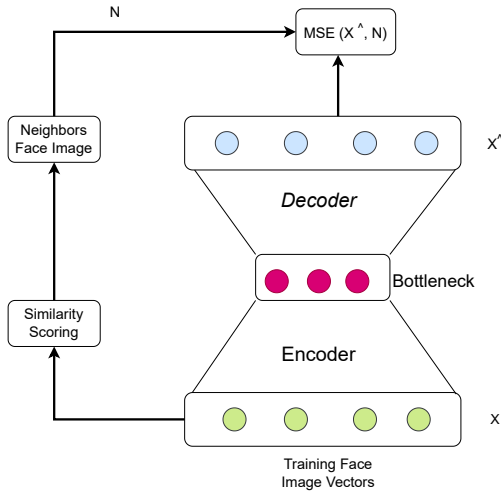 N
MSE (X ^, N)
Neighbors
Face Image
X^
Decoder
Bottleneck
Similarity
Scoring
Encoder
X
Training Face
Image Vectors